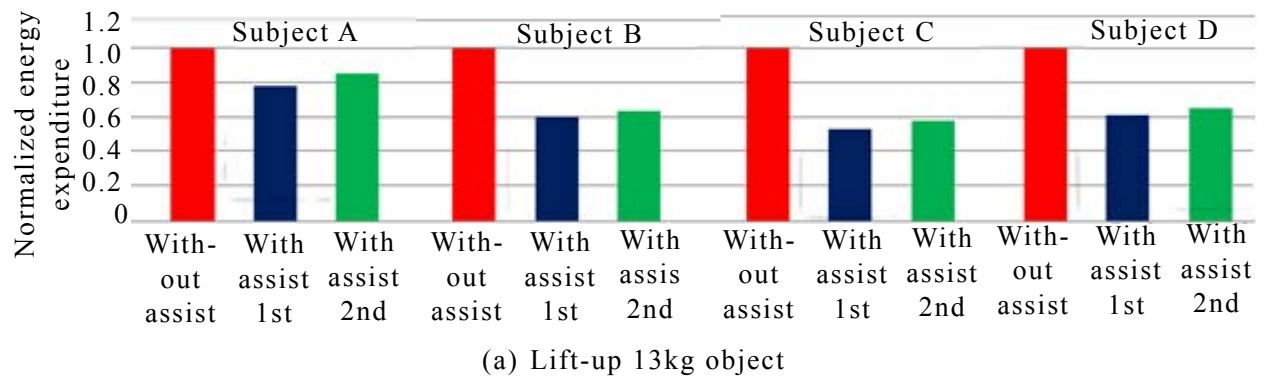 Normalized energy
expenditure
1.2
1.0
0.8
0.6
0.4
0.2
0
Subject A
Subject B
Subject C
Subject D
With-
out
assist
With
assist
1st
With
assist
2nd
With-
out
assist
With
assist
1st
With
assis
2nd
With-
out
assist
With
assist
1st
With
assist
2nd
With-
out
assist
With
assist
1st
With
assist
2nd
(a) Lift-up 13kg object